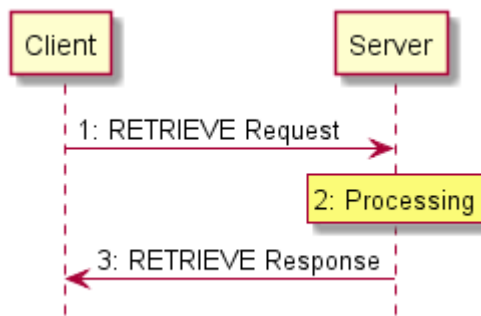 Client
Server
1: RETRIEVE Request
2: Processing
3: RETRIEVE Response